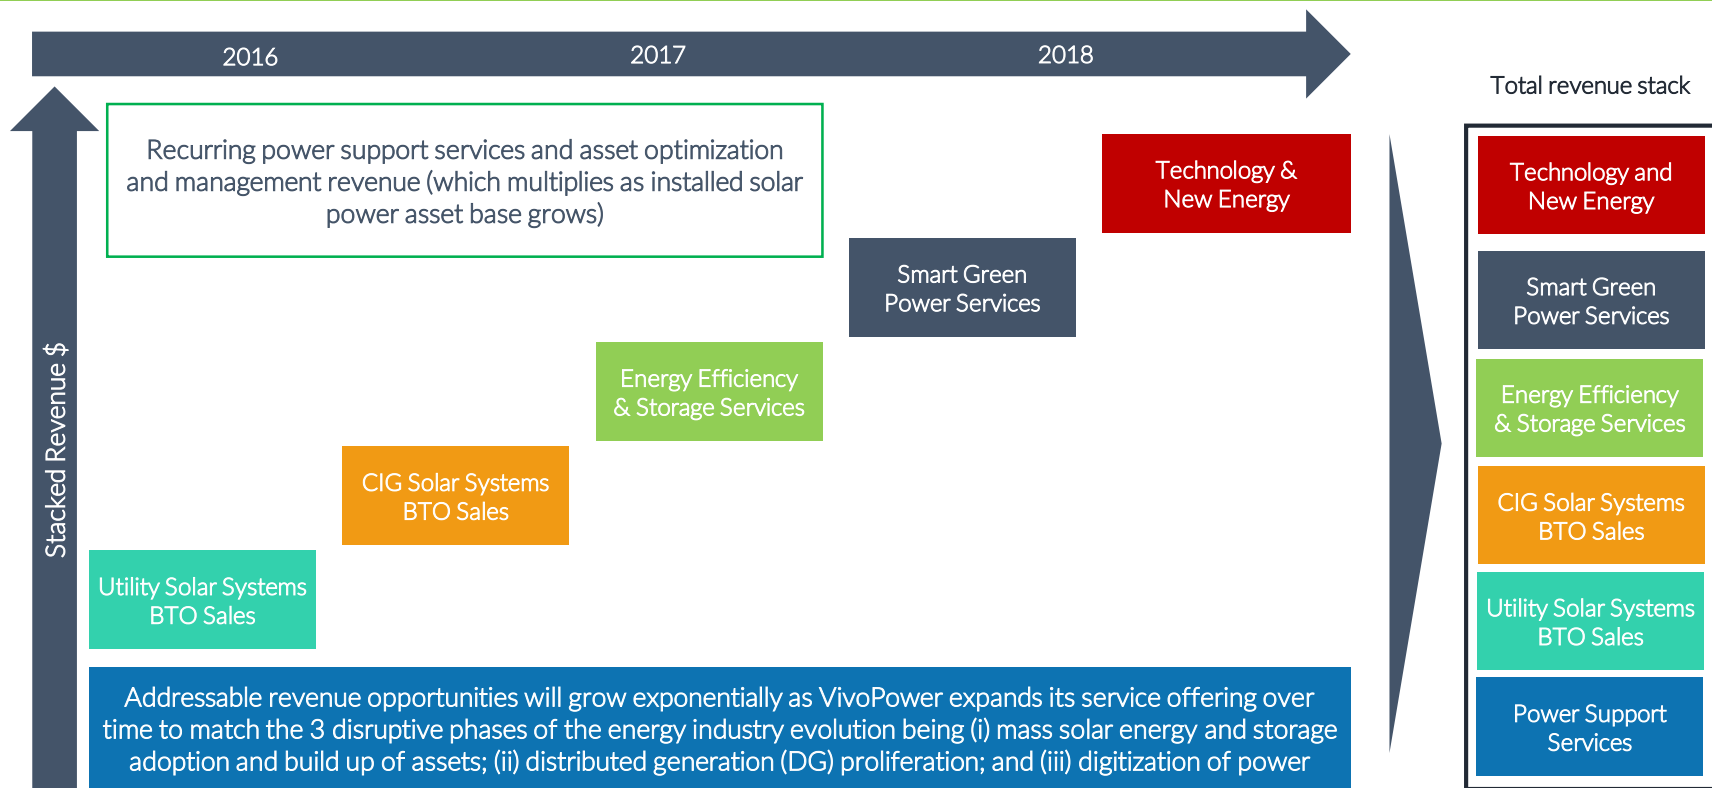 2016
2017
2018
Total revenue stack
Recurring power support services and asset optimization
and management revenue (which multiplies as installed solar
power asset base grows)
Technology &
New Energy
Smart Green
Power Services
Energy Efficiency
& Storage Services
CIG Solar Systems
BTO Sales
Utility Solar Systems
BTO Sales
Stacked Revenue $
Addressable revenue opportunities will grow exponentially as VivoPower expands its service offering over
time to match the 3 disruptive phases of the energy industry evolution being (i) mass solar energy and storage
adoption and build up of assets; (ii) distributed generation (DG) proliferation; and (iii) digitization of power
Technology and
New Energy
Smart Green
Power Services
Energy Efficiency
& Storage Services
CIG Solar Systems
BTO Sales
Utility Solar Systems
BTO Sales
Power Support
Services